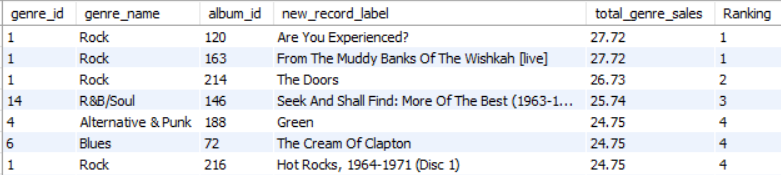 genre_id genre_name album_id new_record_label total_genre_sales Ranking
1 Rock 120 Are You Experienced? 27.72 1
1 Rock 163 From The Muddy Banks Of The Wishkah [live] 27.72 1
1 Rock 214 The Doors 26.73 2
14 R&B/Soul 146 Seek And Shall Find: More Of The Best (1963-1... 25.74 3
4 Alternative & Punk 188 Green 24.75 4
6 Blues 72 The Cream Of Clapton 24.75 4
1 Rock 216 Hot Rocks, 1964-1971 (Disc 1) 24.75 4